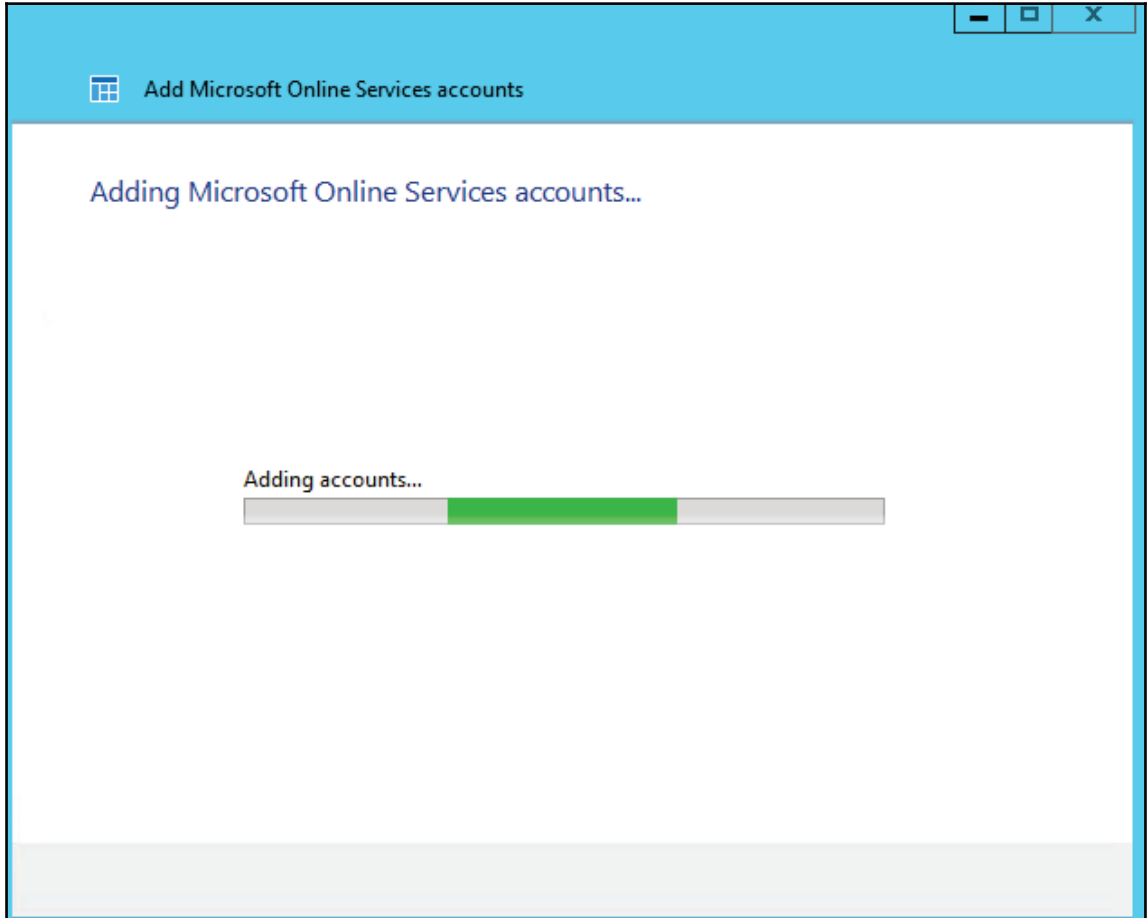 Add Microsoft Online Services accounts
Adding Microsoft Online Services accounts...
Adding accounts...